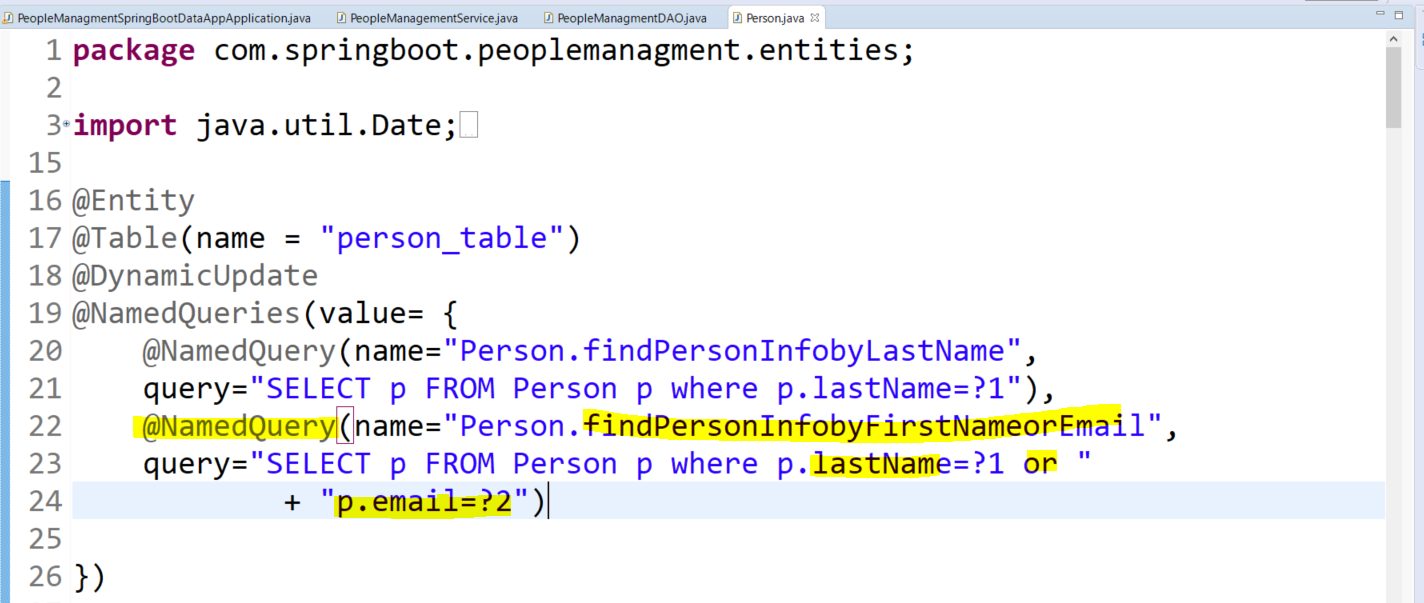 PeopleManagmentSpringBootDataAppApplication.java PeopleManagementService.java PeopleManagmentDAO.java Person.java
1 package com.springboot.peoplemanagment.entities;
2
3 import java.util.Date;
15
16 @Entity
17 @Table(name = "person_table")
18 @DynamicUpdate
19 @NamedQueries(value= {
20 @NamedQuery(name="Person.findPersonInfobyLastName",
21 query="SELECT p FROM Person p where p.lastName=?1"),
22 @NamedQuery(name="Person.findPersonInfobyFirstNameorEmail",
23 query="SELECT p FROM Person p where p.lastName=?1 or "
24 + "p.email=?2")
25
26 })